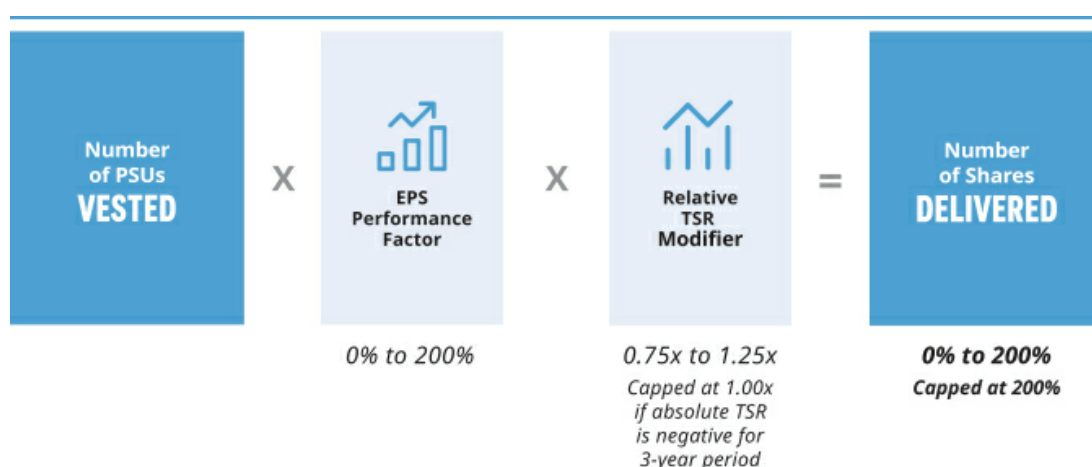 Number
of PSUs
VESTED
X
EPS
Performance
Factor
X
Relative
TSR
Modifier
=
Number
of Shares
DELIVERED
0% to 200%
0.75x to 1.25x
Capped at 1.00x
if absolute TSR
is negative for
3-year period
0% to 200%
Capped at 200%